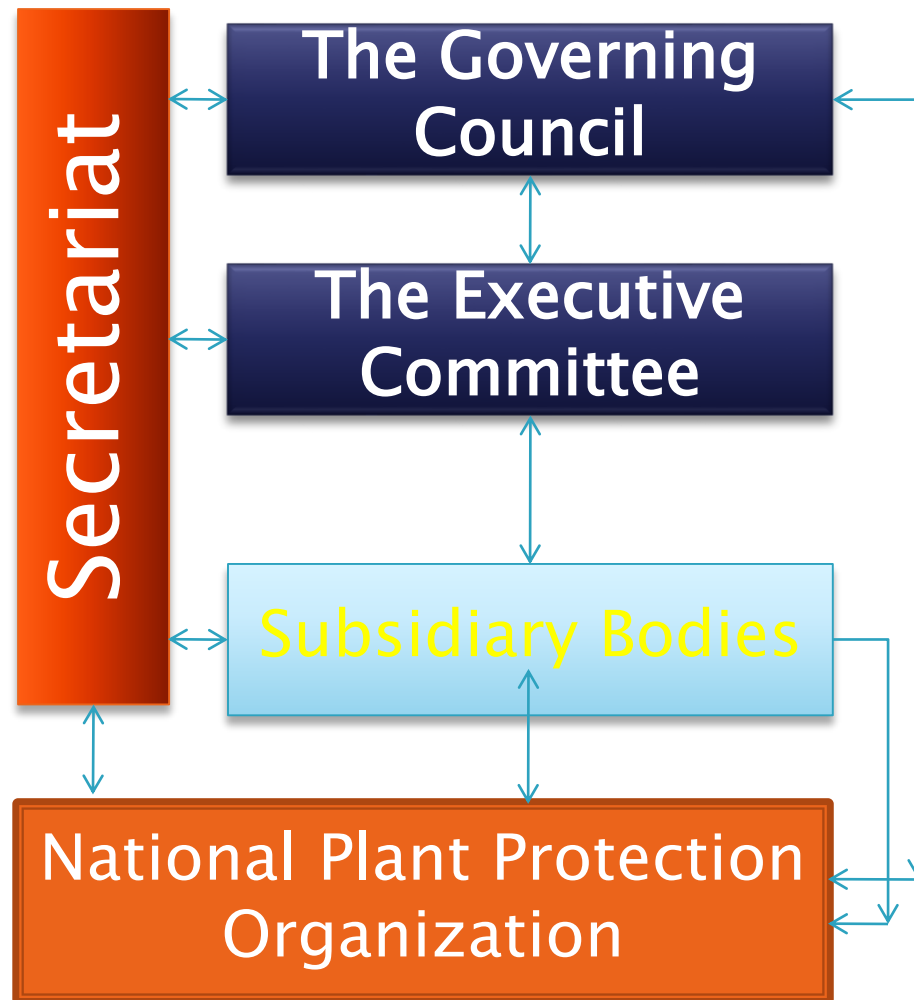 Secretariat
The Governing
Council
The Executive
Committee
Subsidiary Bodies
National Plant Protection
Organization